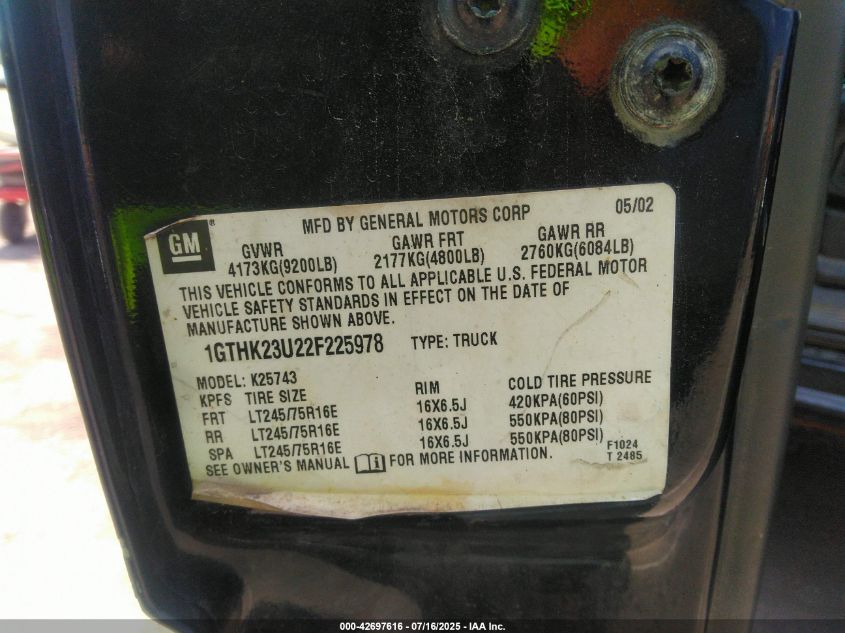 05/02
MFD BY GENERAL MOTORS CORP
GM ®
GVWR GAWR FRT GAWR RR
4173KG(9200LB) 2177KG(4800LB) 2760KG(6084LB)
THIS VEHICLE CONFORMS TO ALL APPLICABLE U.S. FEDERAL MOTOR
VEHICLE SAFETY STANDARDS IN EFFECT ON THE DATE OF
MANUFACTURE SHOWN ABOVE.
1GTHK23U22F225978 TYPE: TRUCK
MODEL: K25743
KPFS TIRE SIZE RIM COLD TIRE PRESSURE
FRT LT245/75R16E 16X6.5J 420KPA(60PSI)
RR LT245/75R16E 16X6.5J 550KPA(80PSI)
SPA LT245/75R16E 16X6.5J 550KPA(80PSI)
SEE OWNER'S MANUAL i FOR MORE INFORMATION.
F1024
T 2485
000-42697616 - 07/16/2025 - IAA Inc.